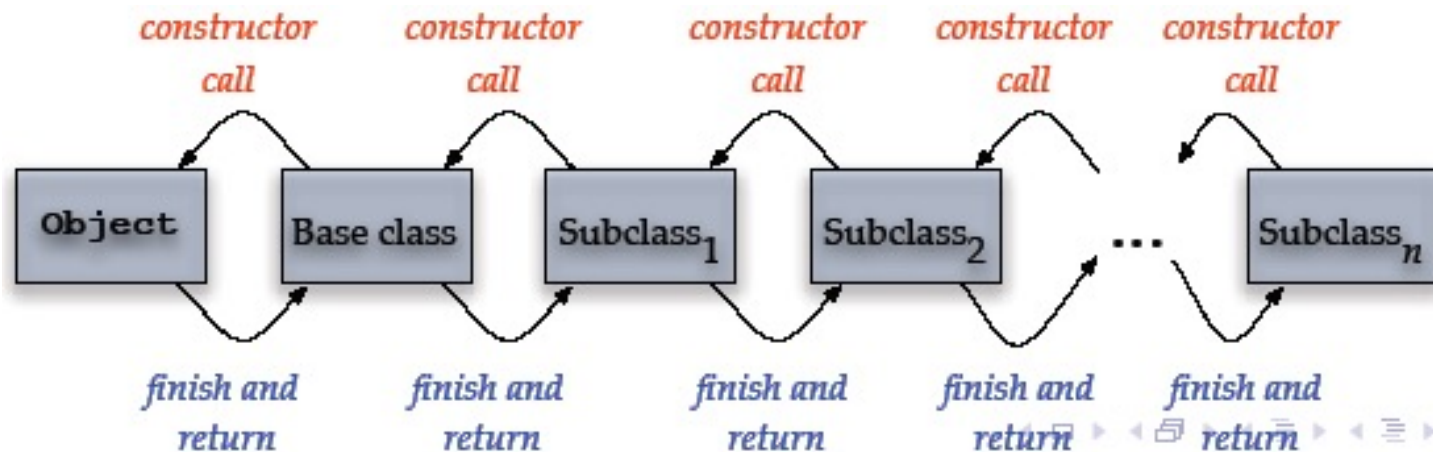 constructor call
constructor call
constructor call
constructor call
constructor call
Object
Base class
Subclass1
Subclass2
...
Subclassn
finish and return
finish and return
finish and return
finish and return
finish and return